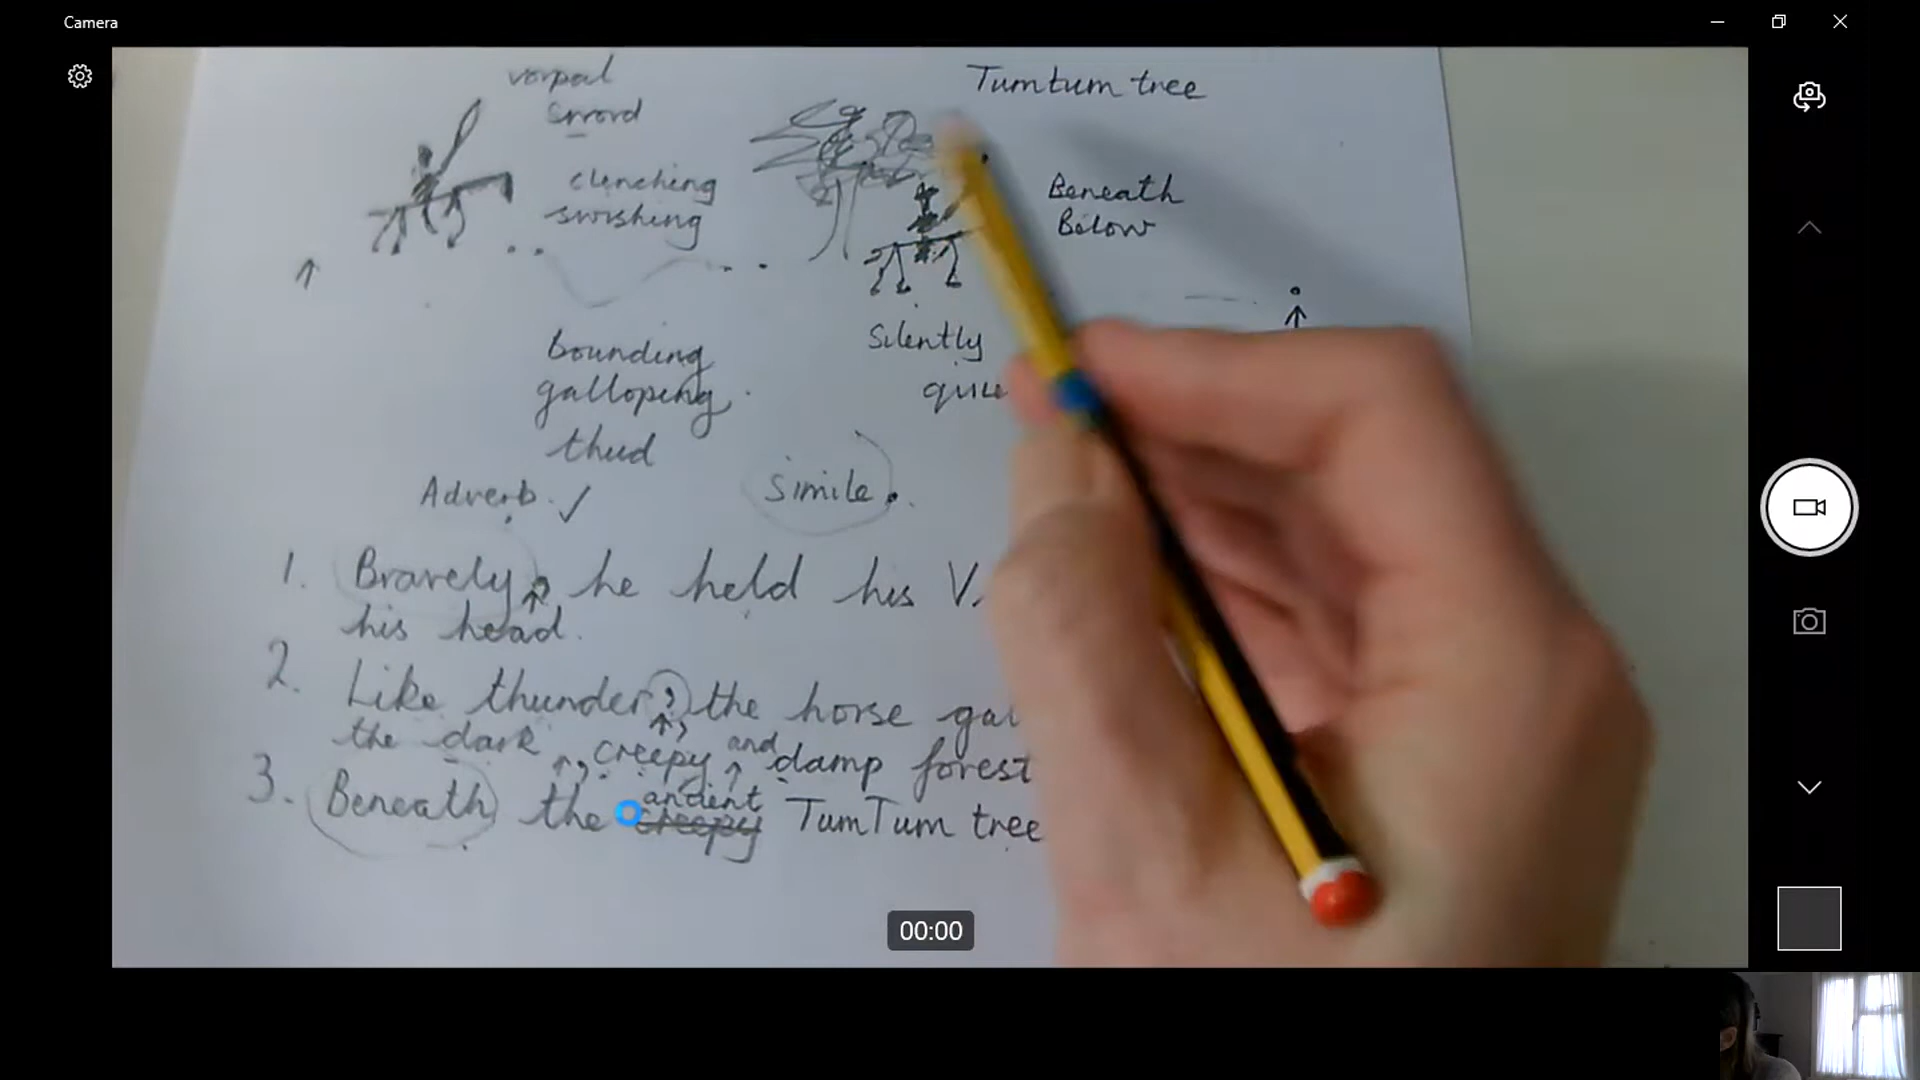 Camera
vorpal
Sword
Tumtum tree
clenching
swishing
Beneath
Below
bounding
galloping
thud
Silently
Adverb. ✓
Simile.
1. Bravely, he held his V.
his head.
2. Like thunder, the horse
the dark, creepy and damp forest
3. Beneath the ancient creepy TumTum tree
00:00